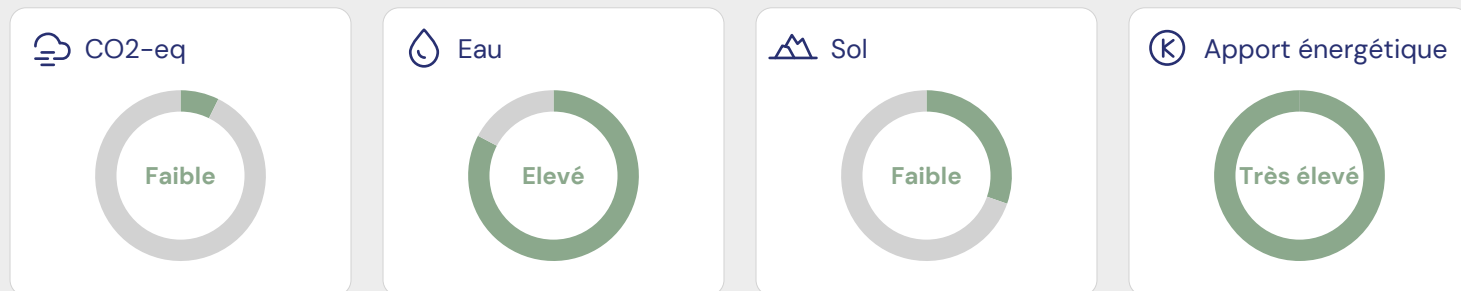 CO2-eq
Faible
Eau
Elevé
Sol
Faible
Apport énergétique
Très élevé